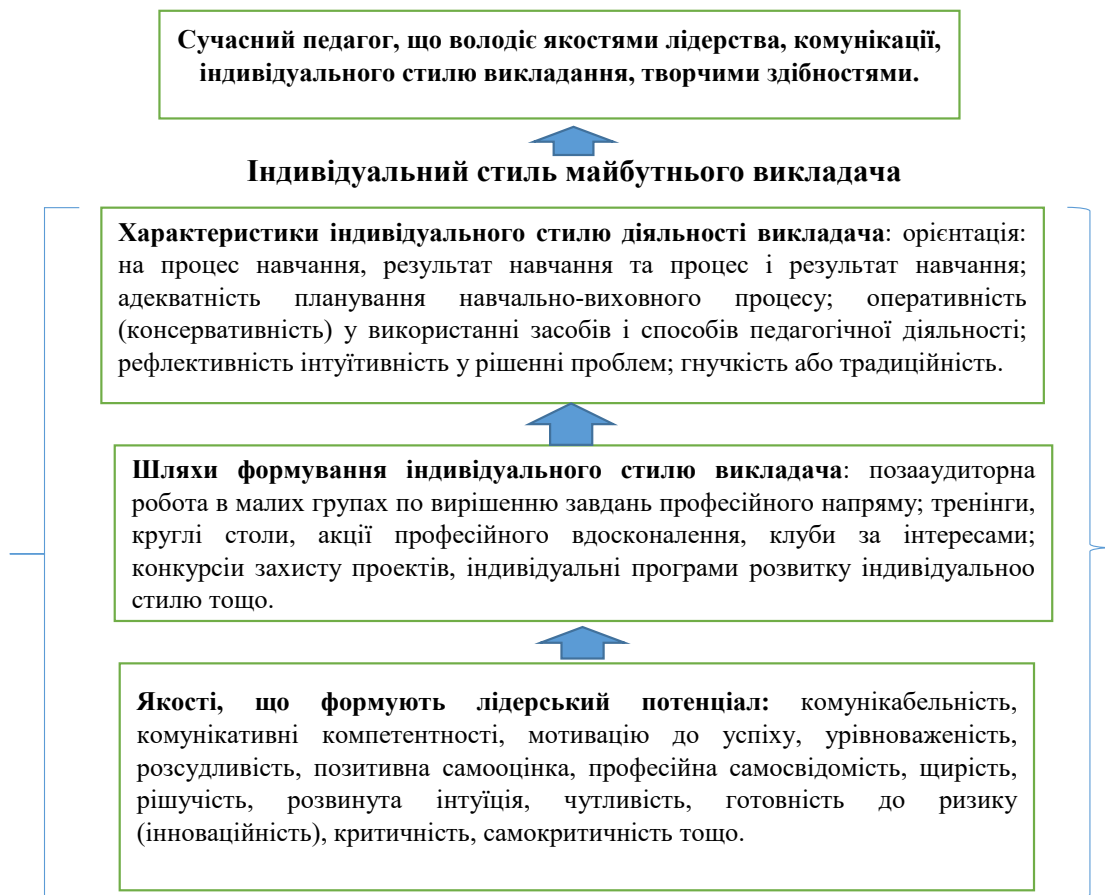 Сучасний педагог, що володіє якостями лідерства, комунікації,
індивідуального стилю викладання, творчими здібностями.
Індивідуальний стиль майбутнього викладача
Характеристики індивідуального стилю діяльності викладача: орієнтація:
на процес навчання, результат навчання та процес і результат навчання;
адекватність планування навчально-виховного процесу; оперативність
(консервативність) у використанні засобів і способів педагогічної діяльності;
рефлективність інтуїтивність у рішенні проблем; гнучкість або традиційність.
Шляхи формування індивідуального стилю викладача: позааудиторна
робота в малих групах по вирішенню завдань професійного напряму; тренінги,
круглі столи, акції професійного вдосконалення, клуби за інтересами;
конкурсіи захисту проектів, індивідуальні програми розвитку індивідуальноо
стилю тощо.
Якості, що формують лідерський потенціал: комунікабельність,
комунікативні компетентності, мотивацію до успіху, урівноваженість,
розсудливість, позитивна самооцінка, професійна самосвідомість, щирість,
рішучість, розвинута інтуїція, чутливість, готовність до ризику
(інноваційність), критичність, самокритичність тощо.